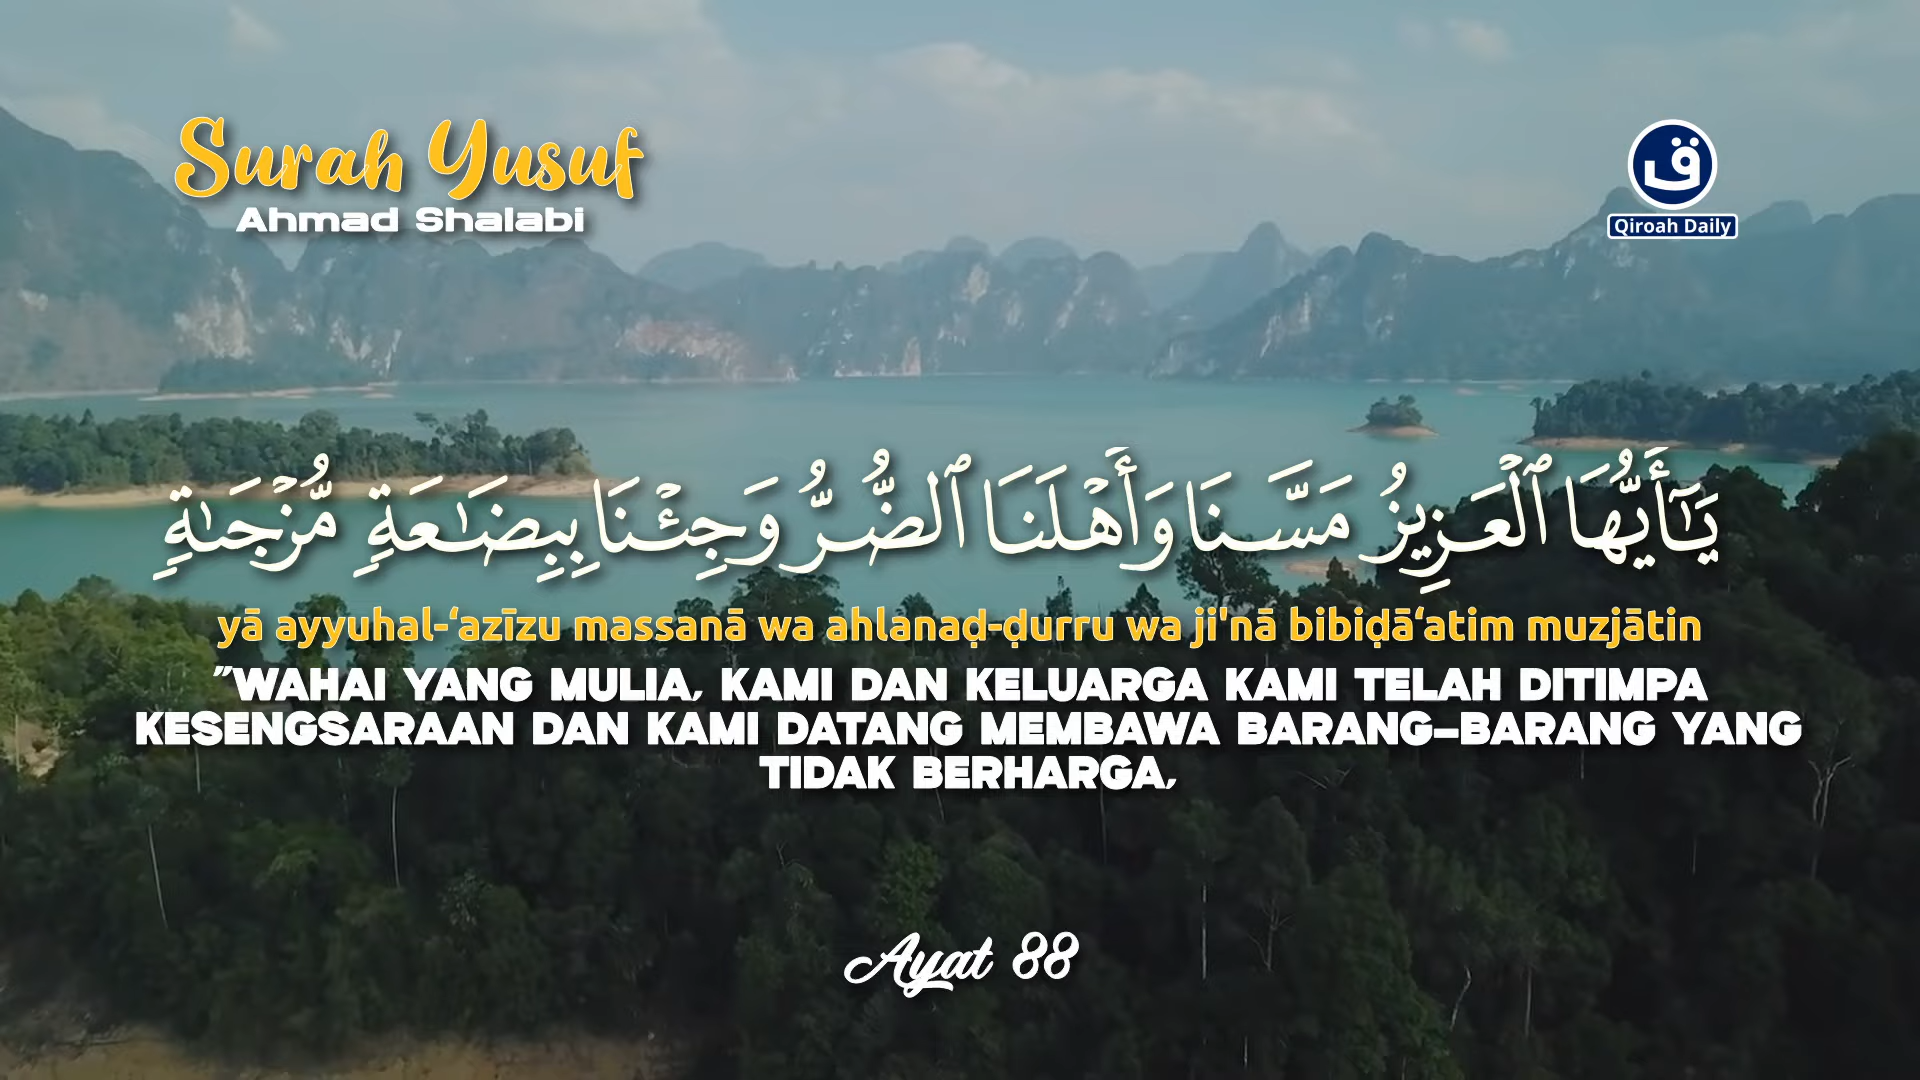 Surah Yusuf
Ahmad Shalabi
ق
Qiroah Daily
يَـٰٓأَيُّهَا ٱلْعَزِيزُ مَسَّنَا وَأَهْلَنَا ٱلضُّرُّ وَجِئْنَا بِبِضَـٰعَةٍ مُّزْجَىٰةٍ
yā ayyuhal-‘azīzu massanā wa ahlanaḍ-ḍurru wa ji'nā bibiḍā‘atim muzjātin
"WAHAI YANG MULIA, KAMI DAN KELUARGA KAMI TELAH DITIMPA
KESENGSARAAN DAN KAMI DATANG MEMBAWA BARANG-BARANG YANG
TIDAK BERHARGA,
Ayat 88